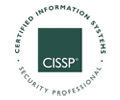 CERTIFIED INFORMATION SYSTEMS
CISSP®
SECURITY PROFESSIONAL